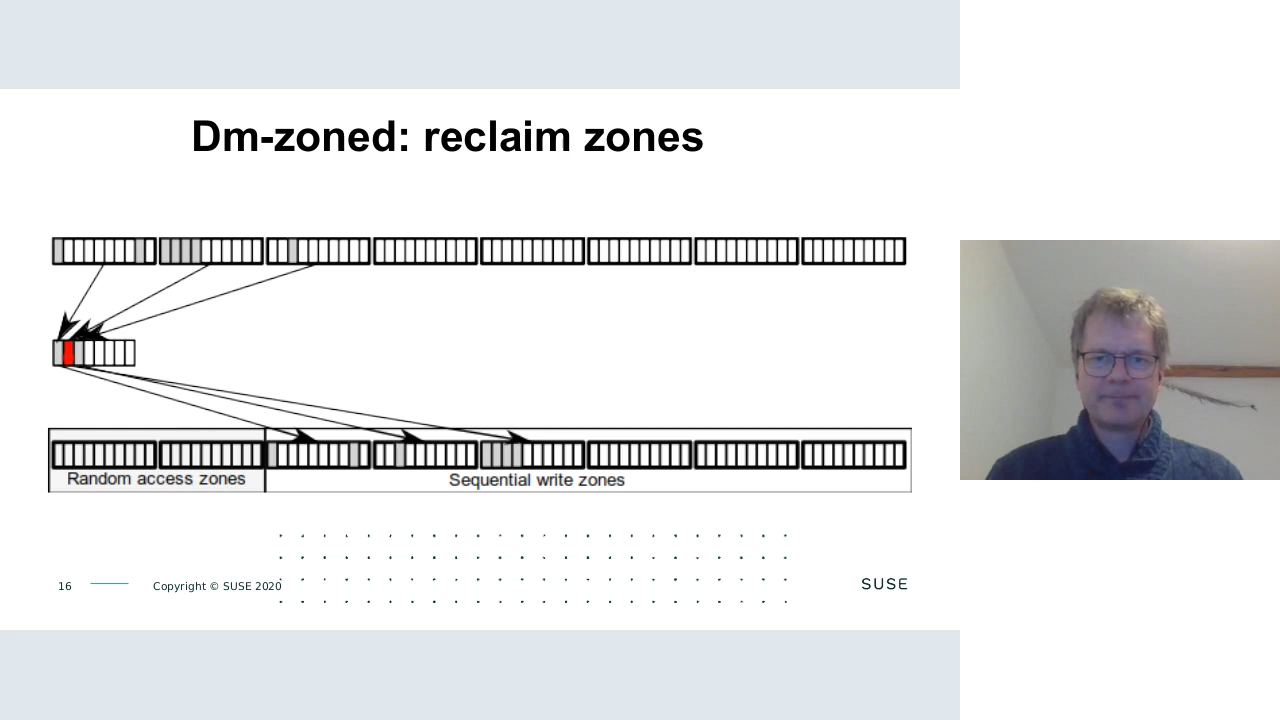 Dm-zoned: reclaim zones
Random access zones
Sequential write zones
16
Copyright © SUSE 2020
SUSE